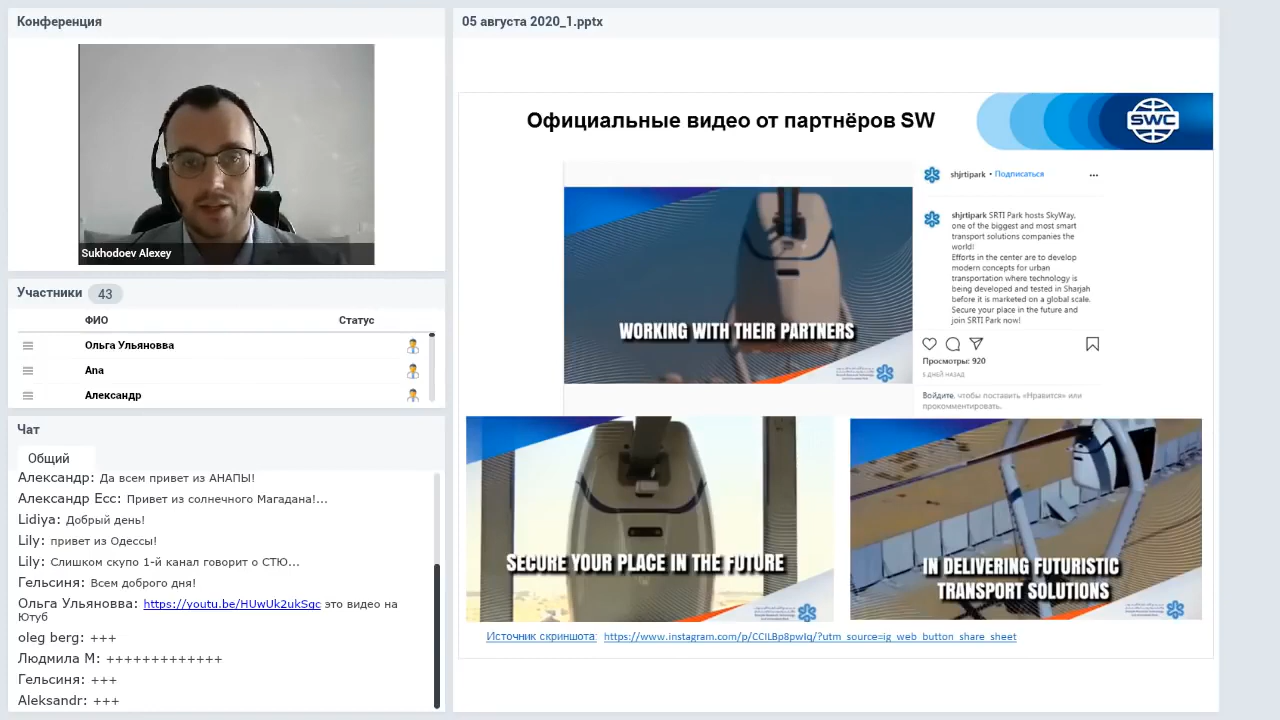 Конференция
Sukhodoev Alexey
Участники 43
ФИО Статус
Ольга Ульяновва
Ana
Александр
Чат
Общий
Александр: Да всем привет из АНАПЫ!
Александр Есс: Привет из солнечного Магадана!...
Lidiya: Добрый день!
Lily: привет из Одессы!
Lily: Слишком скупо 1-й канал говорит о СТЮ...
Гельсиня: Всем доброго дня!
Ольга Ульяновва: https://youtu.be/HUwUk2ukSqc это видео на
Ютуб
oleg berg: +++
Людмила М: +++++++++++++
Гельсиня: +++
Aleksandr: +++
05 августа 2020_1.pptx
Официальные видео от партнёров SW
SWC
WORKING WITH THEIR PARTNERS
shjrtipark • Подписаться
shjrtipark SRTI Park hosts SkyWay,
one of the biggest and most smart
transport solutions companies the
world!
Efforts in the center are to develop
modern concepts for urban
transportation where technology is
being developed and tested in Sharjah
before it is marketed on a global scale.
Secure your place in the future and
join SRTI Park now!
Просмотры: 920
5 ДНЕЙ НАЗАД
Войдите, чтобы поставить «Нравится» или
прокомментировать.
SECURE YOUR PLACE IN THE FUTURE
IN DELIVERING FUTURISTIC
TRANSPORT SOLUTIONS
Источник скриншота: https://www.instagram.com/p/CCILBp8pwlq/?utm_source=ig_web_button_share_sheet